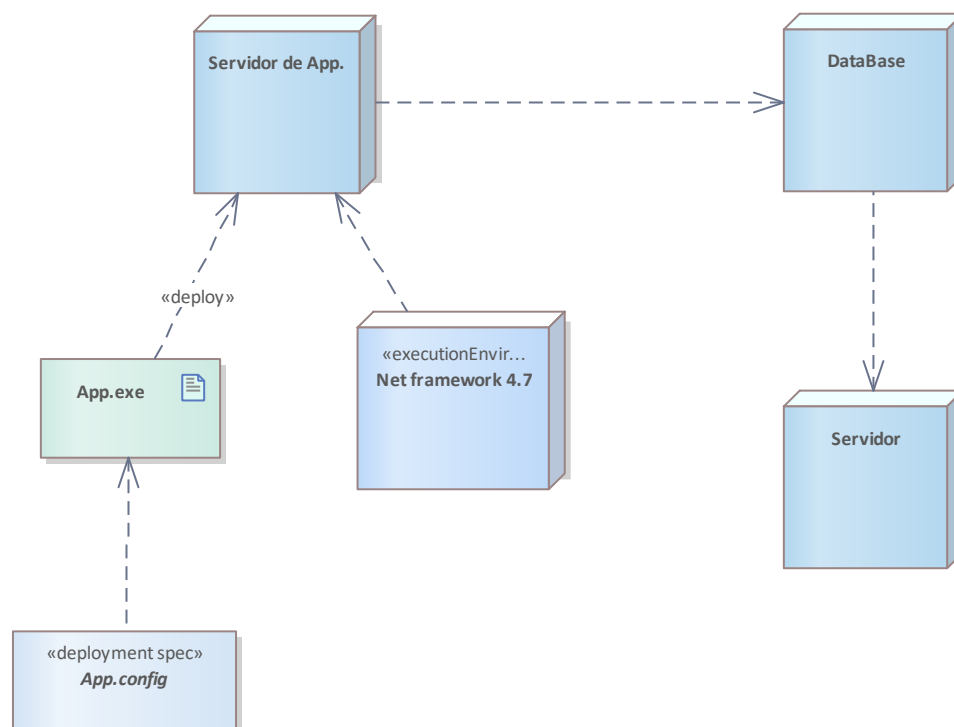 Servidor de App.
DataBase
«deploy»
«executionEnvir...
Net framework 4.7
App.exe
Servidor
«deployment spec»
App.config